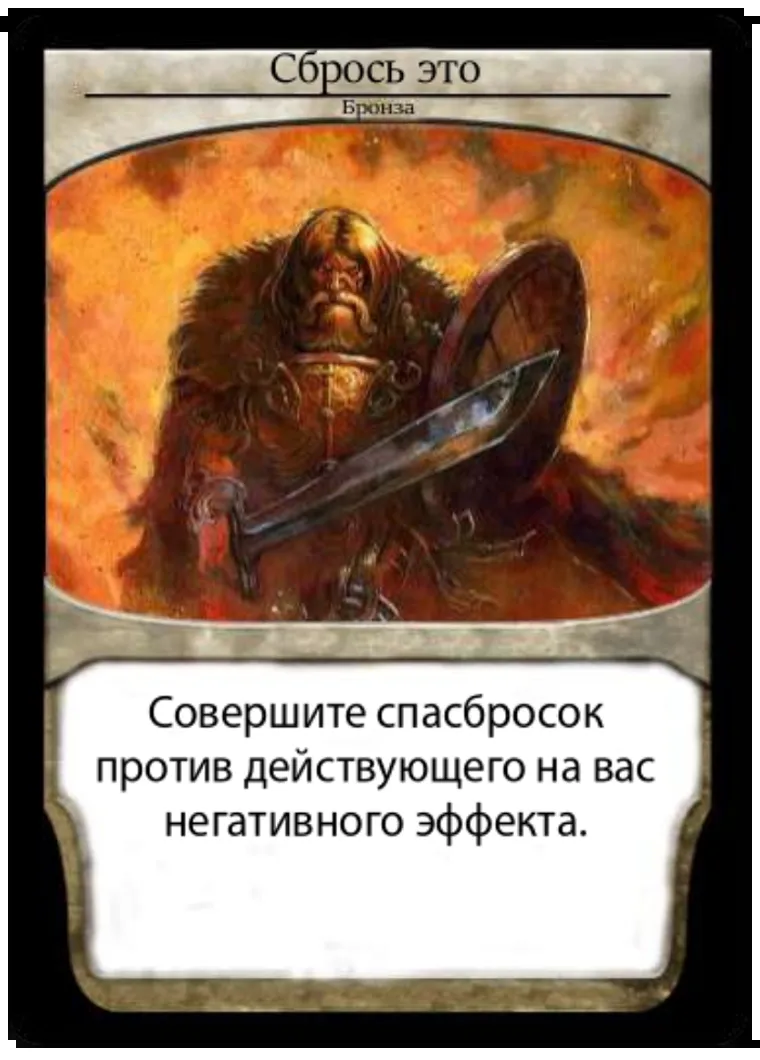 Сбрось это
Бронза
Совершите спасбросок
против действующего на вас
негативного эффекта.